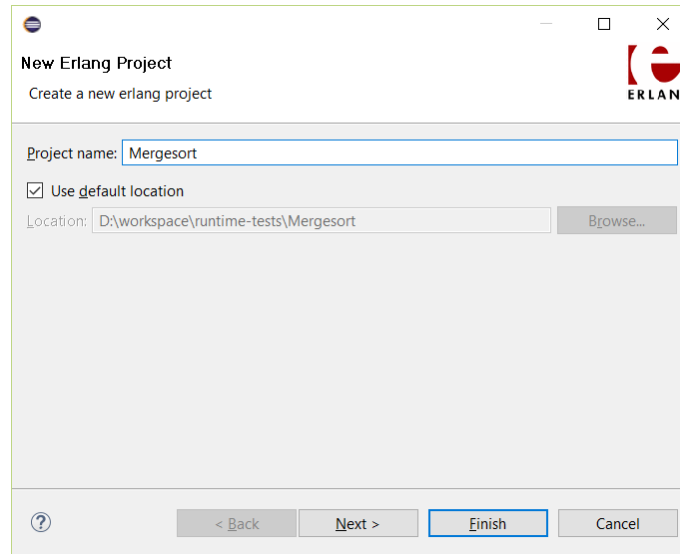 New Erlang Project
Create a new erlang project
ERLAN
Project name: Mergesort
Use default location
Location: D:\workspace\runtime-tests\Mergesort Browse...
? < Back Next > Finish Cancel